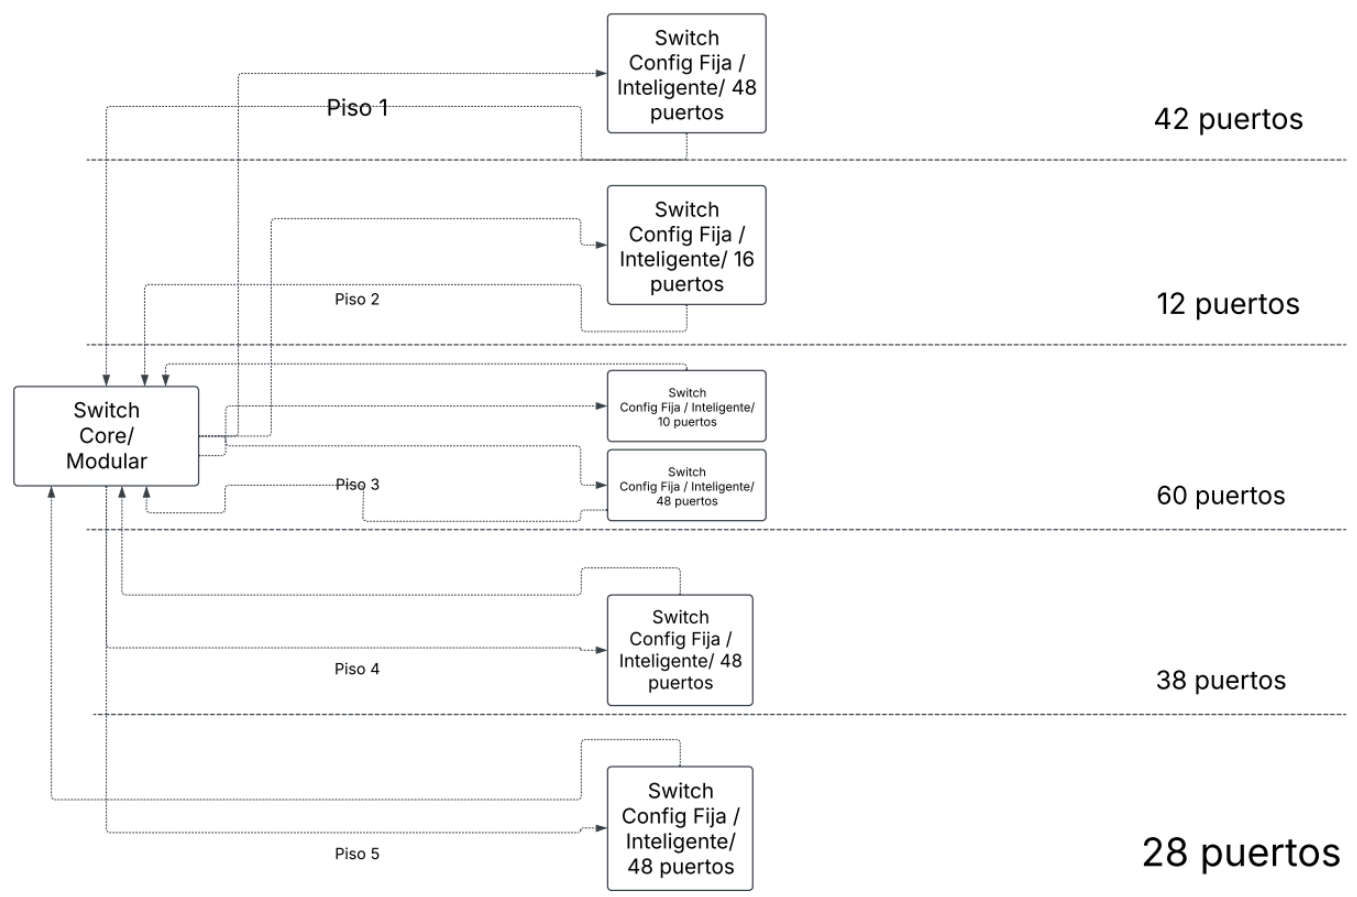 Switch
Config Fija /
Inteligente/ 48
puertos
Piso 1
42 puertos
Switch
Config Fija /
Inteligente/ 16
puertos
Piso 2
12 puertos
Switch
Core/
Modular
Switch
Config Fija / Inteligente/
10 puertos
Switch
Config Fija / Inteligente/
48 puertos
Piso 3
60 puertos
Switch
Config Fija /
Inteligente/ 48
puertos
Piso 4
38 puertos
Switch
Config Fija /
Inteligente/
48 puertos
Piso 5
28 puertos